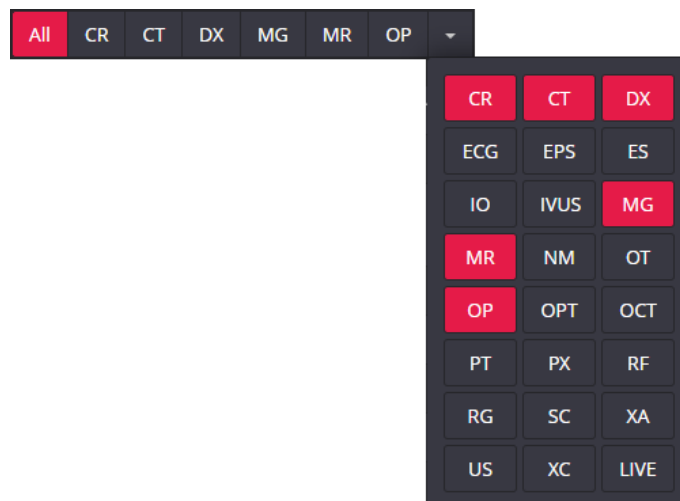 All CR CT DX MG MR OP
CR CT DX
ECG EPS ES
IO IVUS MG
MR NM OT
OP OPT OCT
PT PX RF
RG SC XA
US XC LIVE